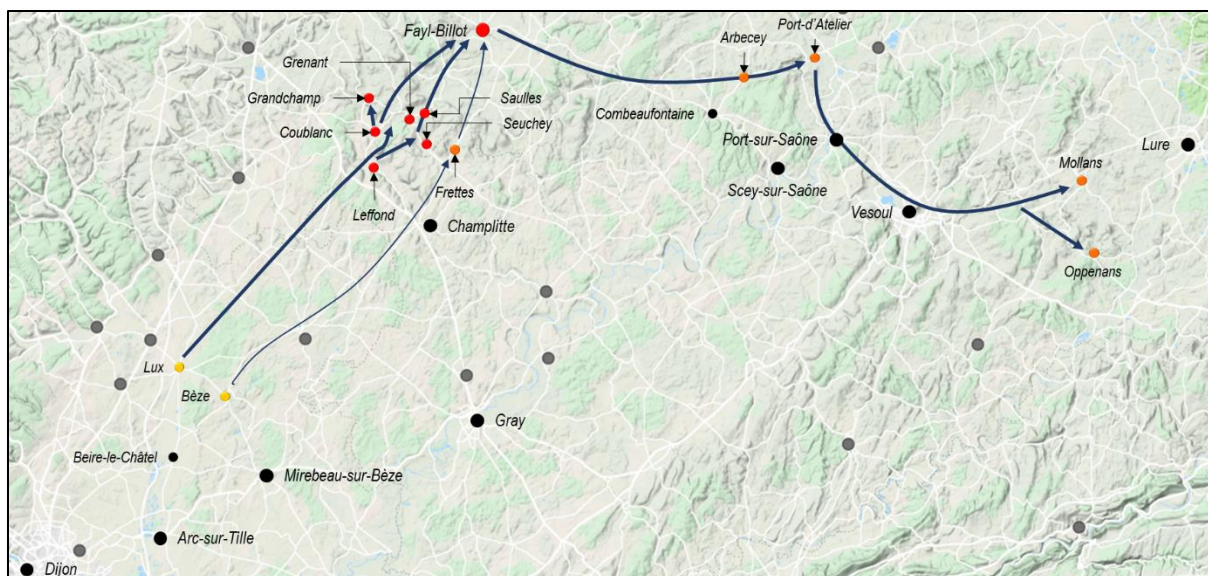 Port-d'Atelier
Fayl-Billot
Arbecey
Grenant
Grandchamp
Saulles
Combeaufontaine
Seuchey
Coublanc
Port-sur-Saône
Lure
Mollans
Scey-sur-Saône
Frettes
Leffond
Vesoul
Champlitte
Oppenans
Lux
Bèze
Gray
Beire-le-Châtel
Mirebeau-sur-Bèze
Arc-sur-Tille
Dijon